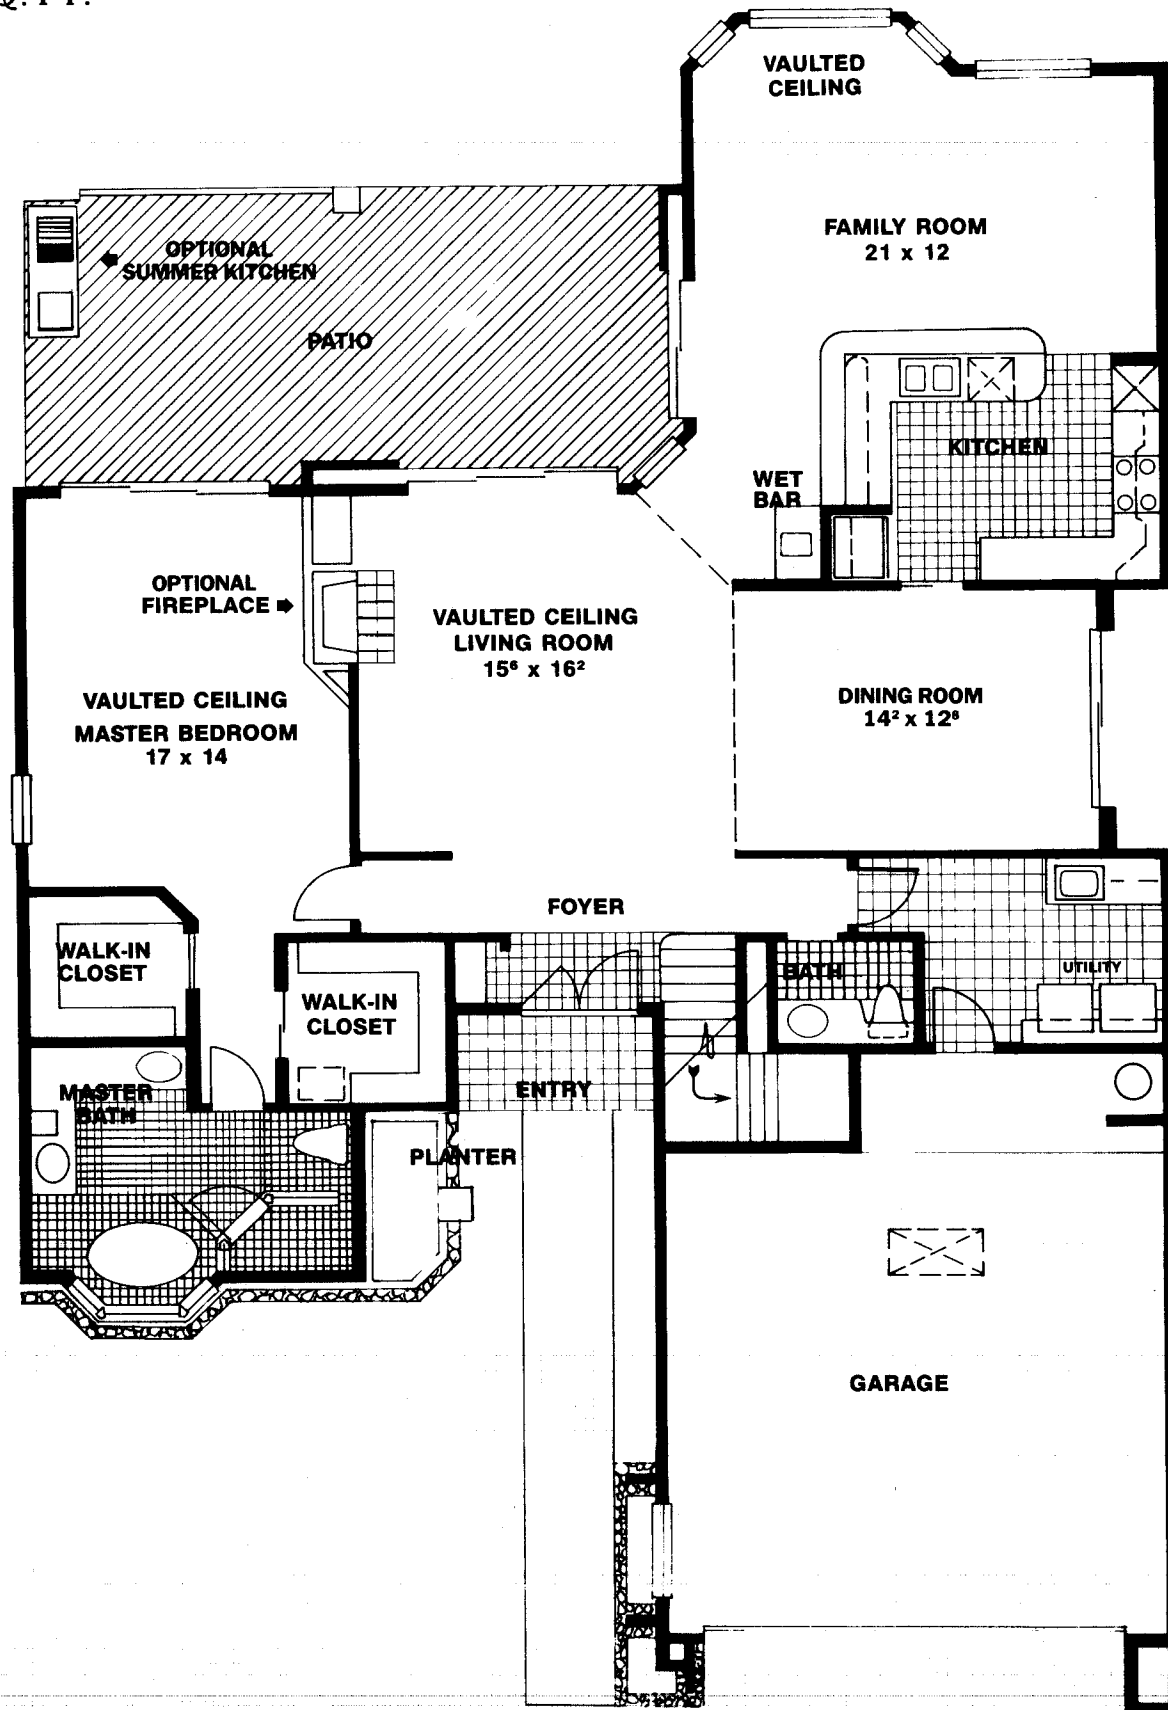 VAULTED
CEILING
FAMILY ROOM
21 x 12
OPTIONAL
SUMMER KITCHEN
PATIO
KITCHEN
WET
BAR
OPTIONAL
FIREPLACE
VAULTED CEILING
LIVING ROOM
15⁶ x 16²
VAULTED CEILING
MASTER BEDROOM
17 x 14
DINING ROOM
14² x 12⁶
FOYER
WALK-IN
CLOSET
WALK-IN
CLOSET
BATH
UTILITY
MASTER
BATH
ENTRY
PLANTER
GARAGE